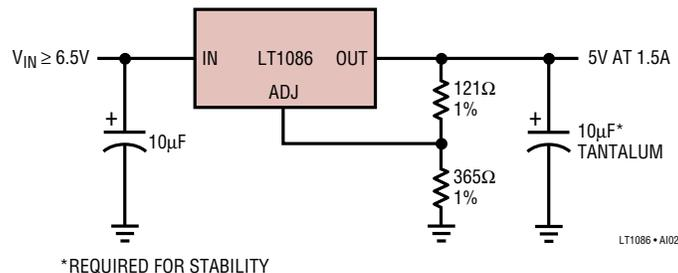 V_IN ≥ 6.5V
IN LT1086 OUT
ADJ
5V AT 1.5A
121Ω
1%
+
10μF
+
10μF*
TANTALUM
365Ω
1%
LT1086 • AI02
*REQUIRED FOR STABILITY